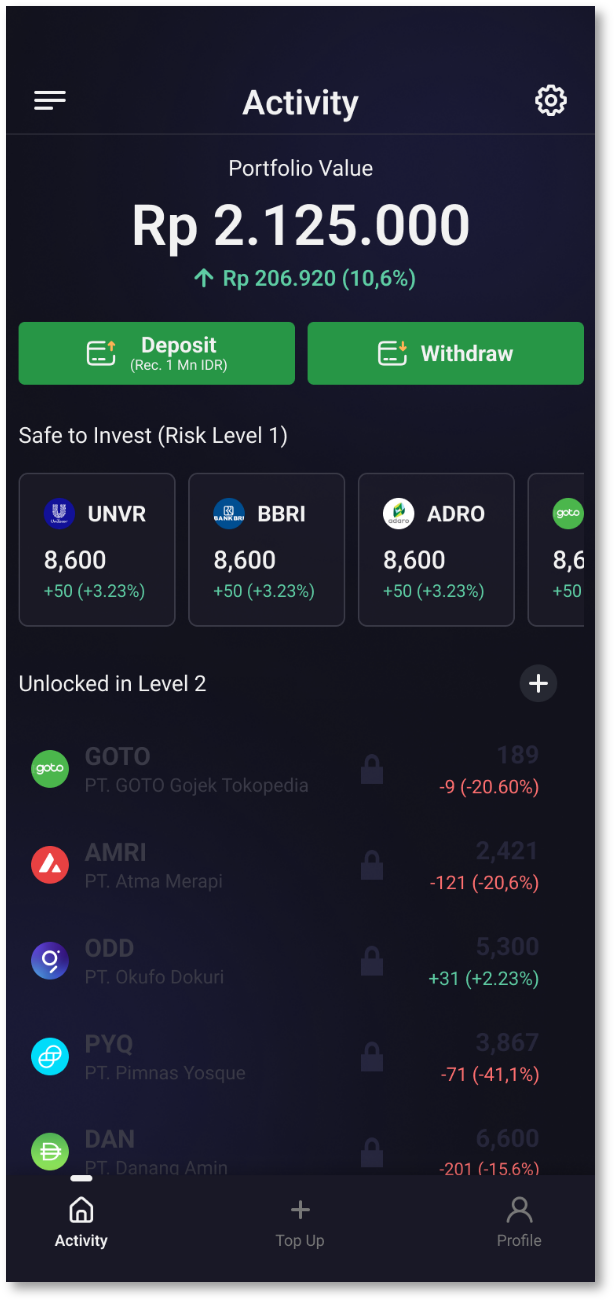 Activity
Portfolio Value
Rp 2.125.000
Rp 206.920 (10,6%)
Deposit
(Rec. 1 Mn IDR)
Withdraw
Safe to Invest (Risk Level 1)
UNVR
8,600
+50 (+3.23%)
BANK BRI
BBRI
8,600
+50 (+3.23%)
adaro
ADRO
8,600
+50 (+3.23%)
goto
8,6
+50
Unlocked in Level 2
goto
GOTO
189
PT. GOTO Gojek Tokopedia
-9 (-20.60%)
AMRI
2,421
PT. Atma Merapi
-121 (-20,6%)
ODD
5,300
PT. Okufo Dokuri
+31 (+2.23%)
PYQ
3,867
PT. Pimnas Yosque
-71 (-41,1%)
DAN
6,600
PT. Danang Amin
-201 (-15.6%)
Activity
Top Up
Profile